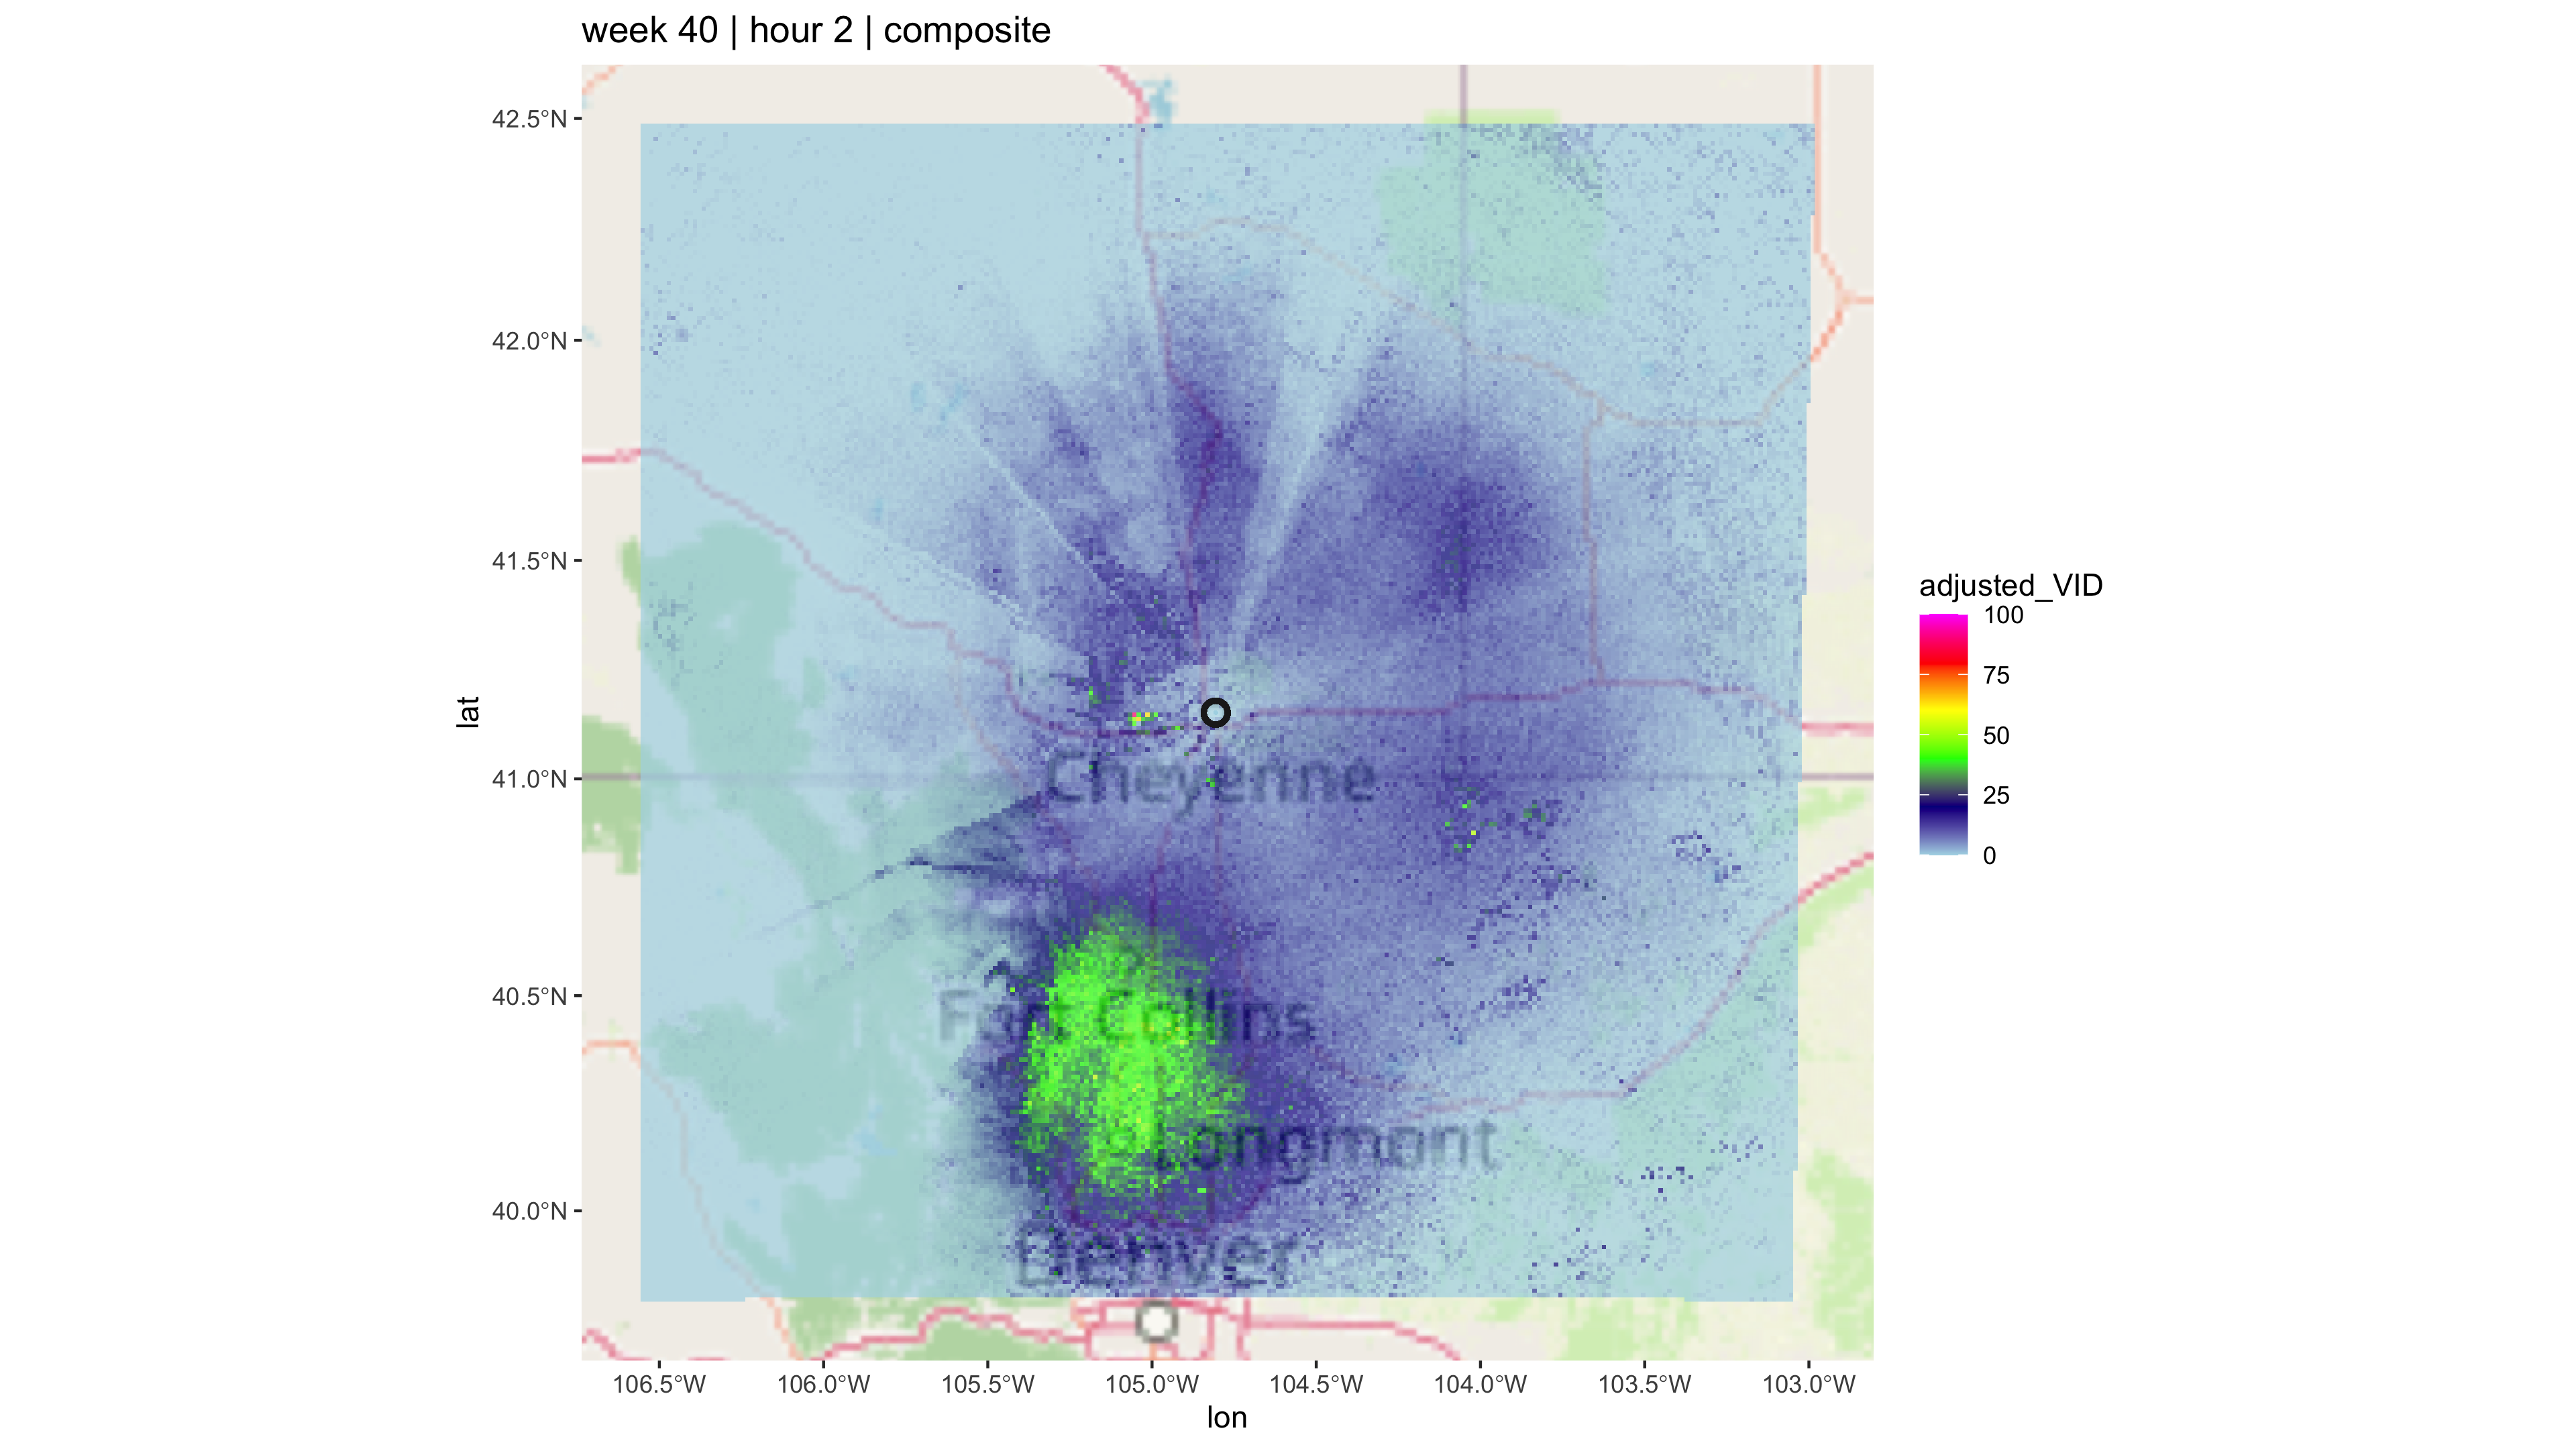 week 40 | hour 2 | composite
42.5°N
42.0°N
41.5°N
41.0°N
40.5°N
40.0°N
lat
Cheyenne
Fort Collins
Longmont
Denver
106.5°W 106.0°W 105.5°W 105.0°W 104.5°W 104.0°W 103.5°W 103.0°W
lon
adjusted_VID
100
75
50
25
0